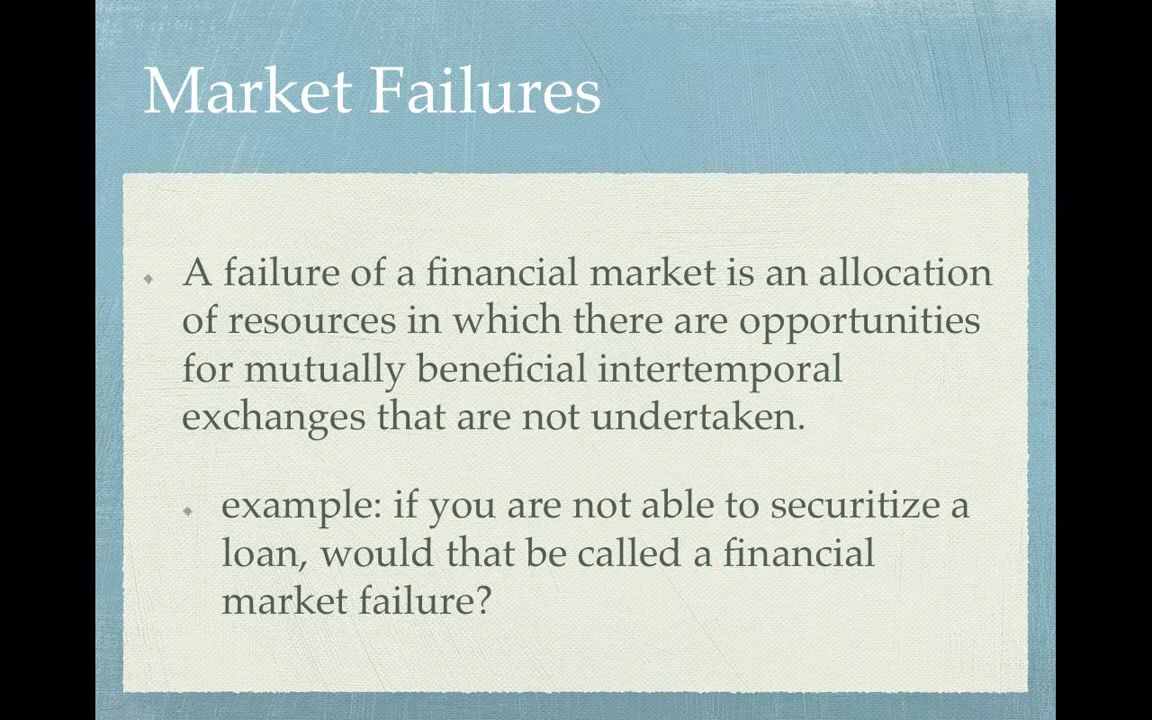 Market Failures
A failure of a financial market is an allocation
of resources in which there are opportunities
for mutually beneficial intertemporal
exchanges that are not undertaken.
example: if you are not able to securitize a
loan, would that be called a financial
market failure?